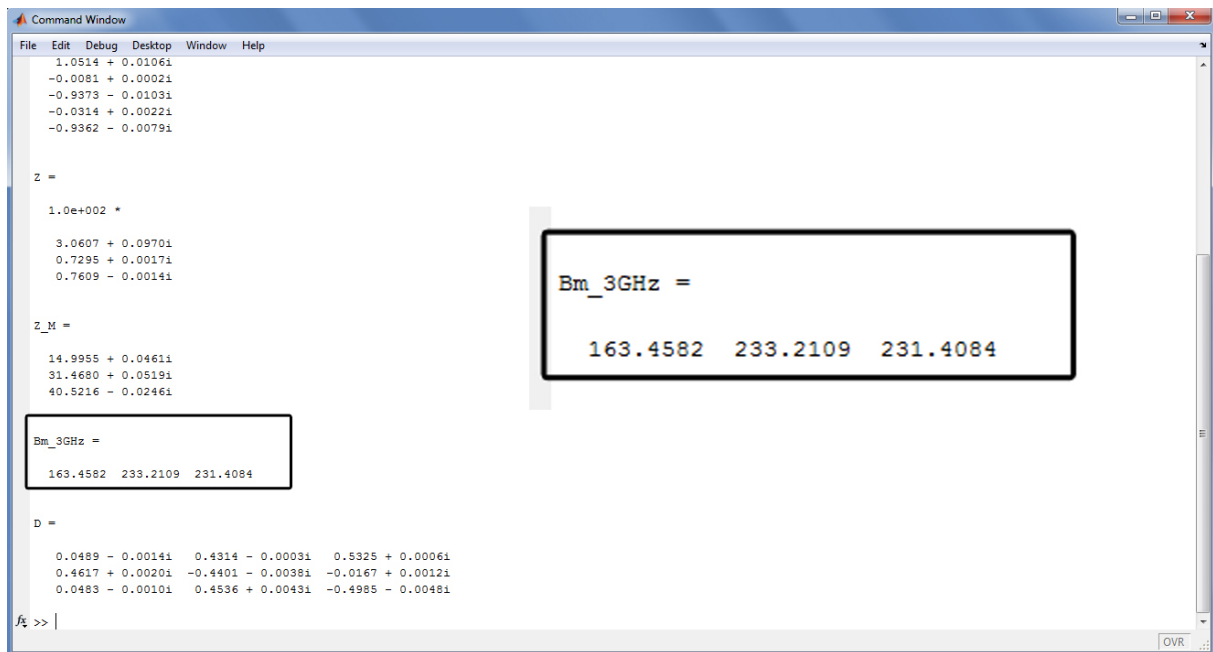 Command Window
File Edit Debug Desktop Window Help
1.0514 + 0.0106i
-0.0081 + 0.0002i
-0.9373 - 0.0103i
-0.0314 + 0.0022i
-0.9362 - 0.0079i
Z =
1.0e+002 *
3.0607 + 0.0970i
0.7295 + 0.0017i
0.7609 - 0.0014i
Z_M =
14.9955 + 0.0461i
31.4680 + 0.0519i
40.5216 - 0.0246i
Bm_3GHz =
163.4582 233.2109 231.4084
D =
0.0489 - 0.0014i 0.4314 - 0.0003i 0.5325 + 0.0006i
0.4617 + 0.0020i -0.4401 - 0.0038i -0.0167 + 0.0012i
0.0483 - 0.0010i 0.4536 + 0.0043i -0.4985 - 0.0048i
fx >>
Bm_3GHz =
163.4582 233.2109 231.4084
OVR